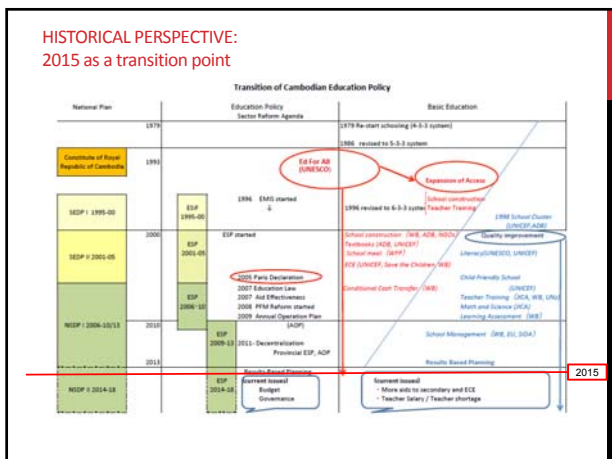 HISTORICAL PERSPECTIVE:
2015 as a transition point
Transition of Cambodian Education Policy
National Plan
Education Policy
Sector Reform Agenda
Basic Education
1979
1979 Re-start schooling (4-3-3 system)
1986 revised to 5-3-3 system
Constitute of Royal
Republic of Cambodia
1993
Ed For All
(UNESCO)
Expansion of Access
SEDP I 1995-00
ESP
1995-00
1996 EMIS started
↓
1996 revised to 6-3-3 system
School construction
Teacher Training
1998 School Cluster
(UNICEF,ADB)
2000
ESP started
Quality improvement
SEDP II 2001-05
ESP
2001-05
School construction (WB, ADB, NGOs)
Textbooks (ADB, UNICEF)
School meal (WFP)
ECE (UNICEF, Save the Children, WB)
Literacy(UNESCO, UNICEF)
2005 Paris Declaration
Child Friendly School
(UNICEF)
NSDP I 2006-10/13
ESP
2006-10
2007 Education Law
2007 Aid Effectiveness
2008 PFM Reform started
2009 Annual Operation Plan
(AOP)
Conditional Cash Transfer (WB)
Teacher Training (JICA, WB, UNs)
Math and Science (JICA)
Learning Assessment (WB)
2010
ESP
2009-13
2011- Decentralization
Provincial ESP, AOP
School Management (WB, EU, SIDA)
2013
Results Based Planning
Results Based Planning
2015
NSDP II 2014-18
ESP
2014-18
(current issues)
Budget
Governance
(current issues)
・ More aids to secondary and ECE
・ Teacher Salary / Teacher shortage